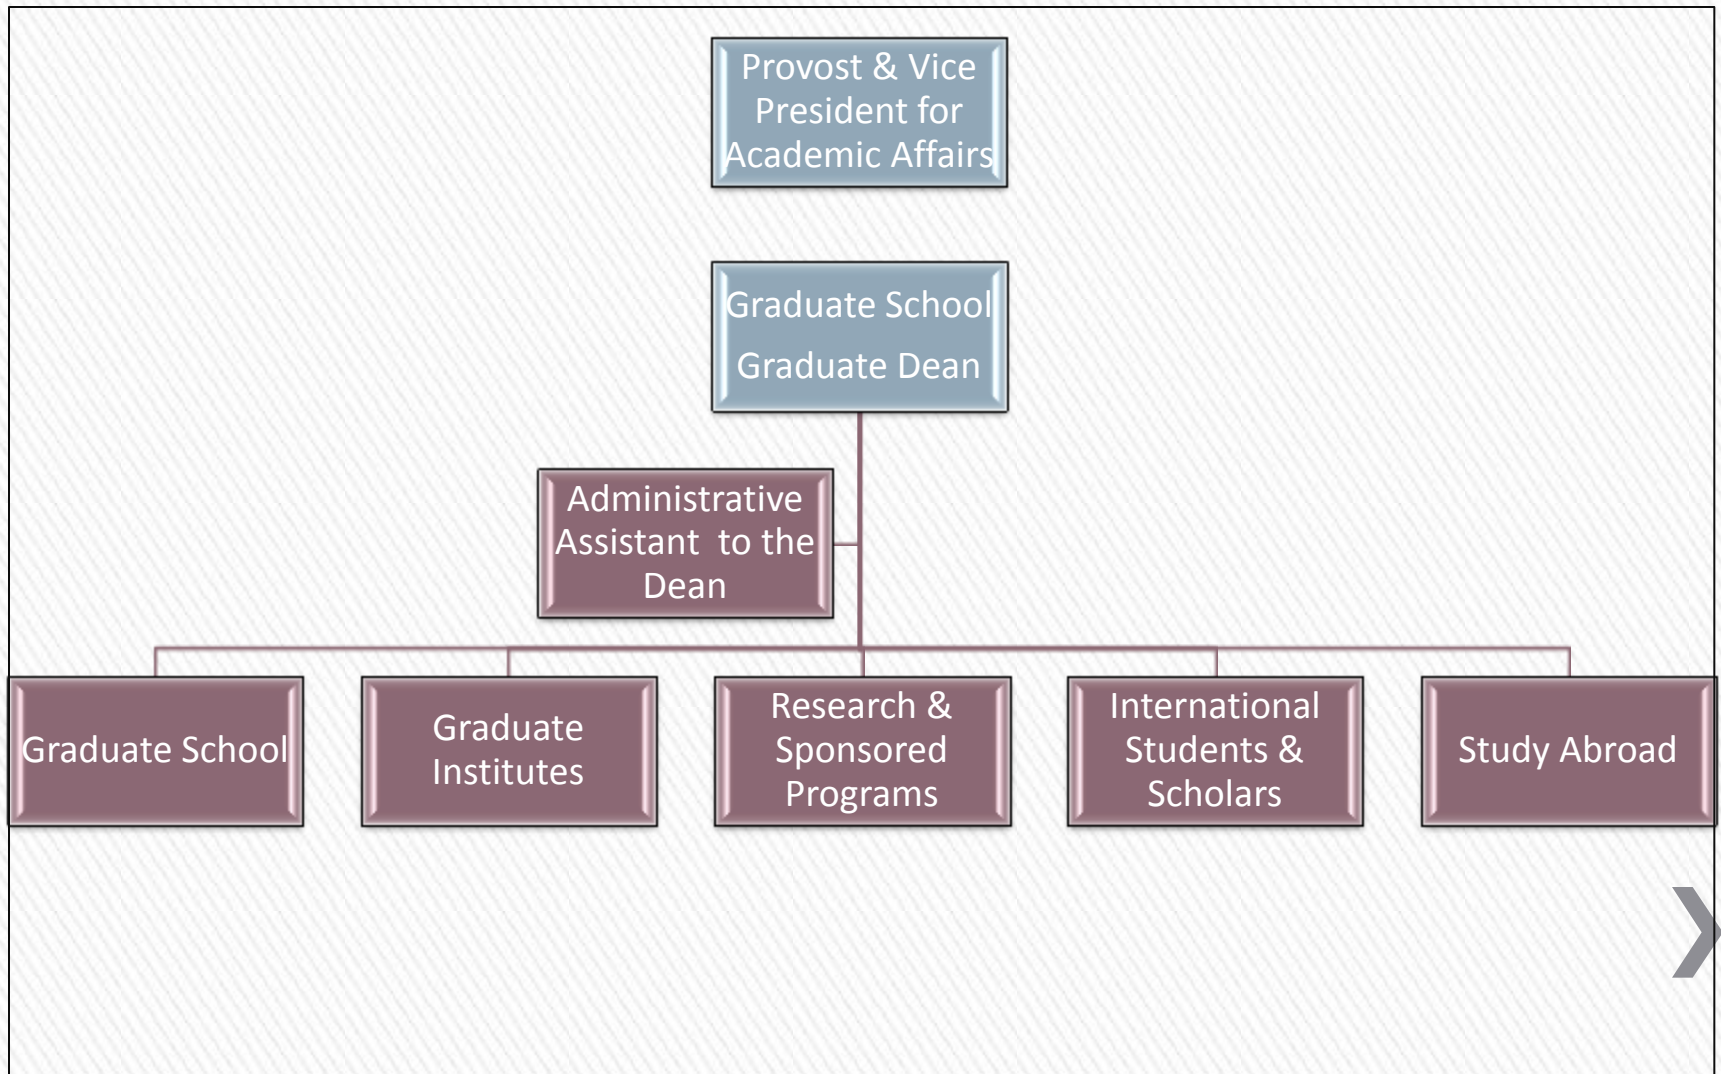 Provost & Vice
President for
Academic Affairs
Graduate School
Graduate Dean
Administrative
Assistant  to the
Dean
Graduate School
Graduate
Institutes
Research &
Sponsored
Programs
International
Students &
Scholars
Study Abroad